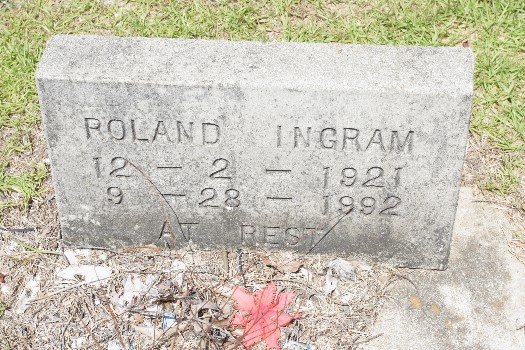 ROLAND INGRAM
12 - 2 - 1921
9 - 28 - 1992
AT REST